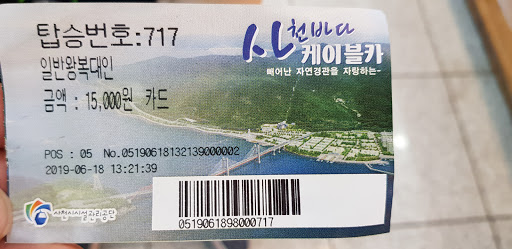 탑승번호:717
사천바다
케이블카
빼어난 자연경관을 자랑하는-
일반왕복대인
금액 : 15,000원 카드
POS : 05 No.05190618132139000002
2019-06-18 13:21:39
사천시시설관리공단
0519061898000717